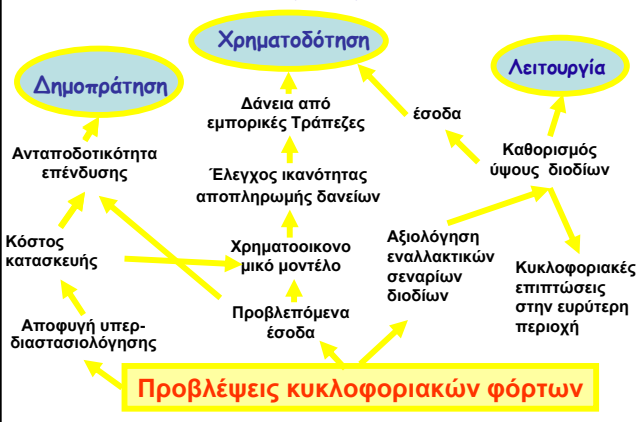 Χρηματοδότηση
Δημοπράτηση
Λειτουργία
Δάνεια από
εμπορικές Τράπεζες
έσοδα
Ανταποδοτικότητα
επένδυσης
Έλεγχος ικανότητας
αποπληρωμής δανείων
Καθορισμός
ύψους διοδίων
Κόστος
κατασκευής
Χρηματοοικονο
μικό μοντέλο
Αξιολόγηση
εναλλακτικών
σεναρίων
διοδίων
Κυκλοφοριακές
επιπτώσεις
στην ευρύτερη
περιοχή
Αποφυγή υπερ-
διαστασιολόγησης
Προβλεπόμενα
έσοδα
Προβλέψεις κυκλοφοριακών φόρτων